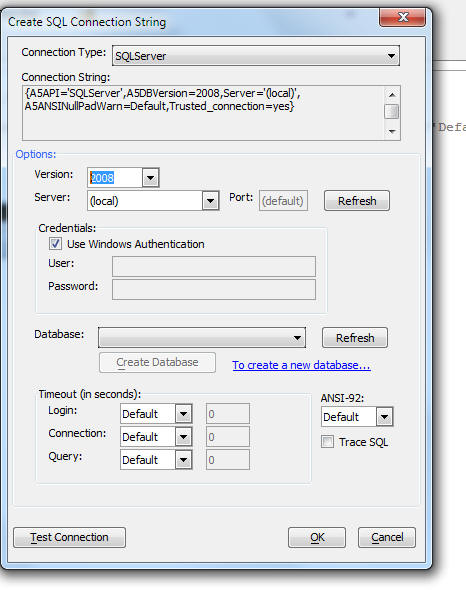 Create SQL Connection String
Connection Type: SQLServer
Connection String:
{A5API='SQLServer',A5DBVersion=2008,Server='(local)',
A5ANSINullPadWarn=Default,Trusted_connection=yes}
'Defa
Options:
Version: 2008
Server: (local) Port: (default) Refresh
Credentials:
Use Windows Authentication
User:
Password:
Database: Refresh
Create Database To create a new database...
Timeout (in seconds): ANSI-92:
Login: Default 0 Default
Connection: Default 0 Trace SQL
Query: Default 0
Test Connection OK Cancel